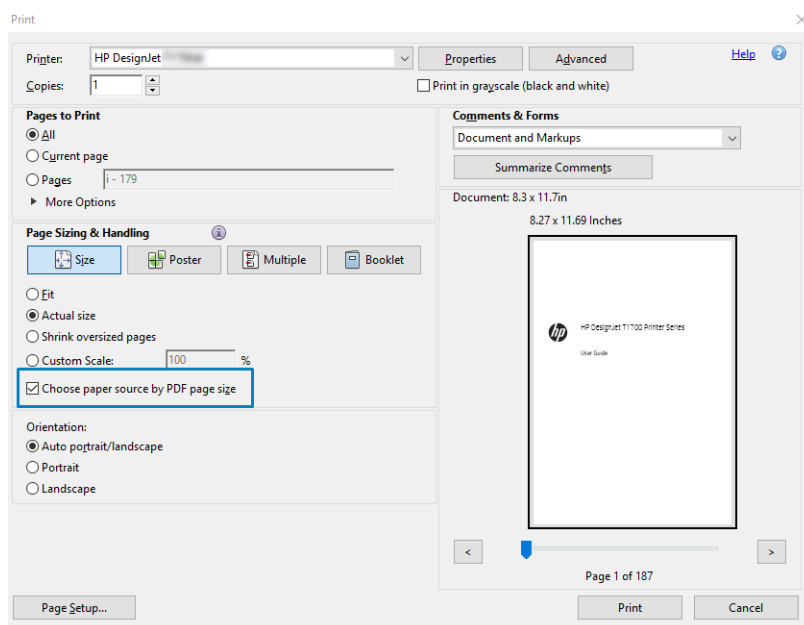 Print
Printer: HP DesignJet
Properties
Advanced
Help
Copies: 1
Print in grayscale (black and white)
Pages to Print
All
Current page
Pages i - 179
More Options
Comments & Forms
Document and Markups
Summarize Comments
Page Sizing & Handling
Size
Poster
Multiple
Booklet
Fit
Actual size
Shrink oversized pages
Custom Scale: 100 %
Choose paper source by PDF page size
Orientation:
Auto portrait/landscape
Portrait
Landscape
Document: 8.3 x 11.7in
8.27 x 11.69 Inches
hp
HP DesignJet T1700 Printer Series
User Guide
<
>
Page 1 of 187
Page Setup...
Print
Cancel